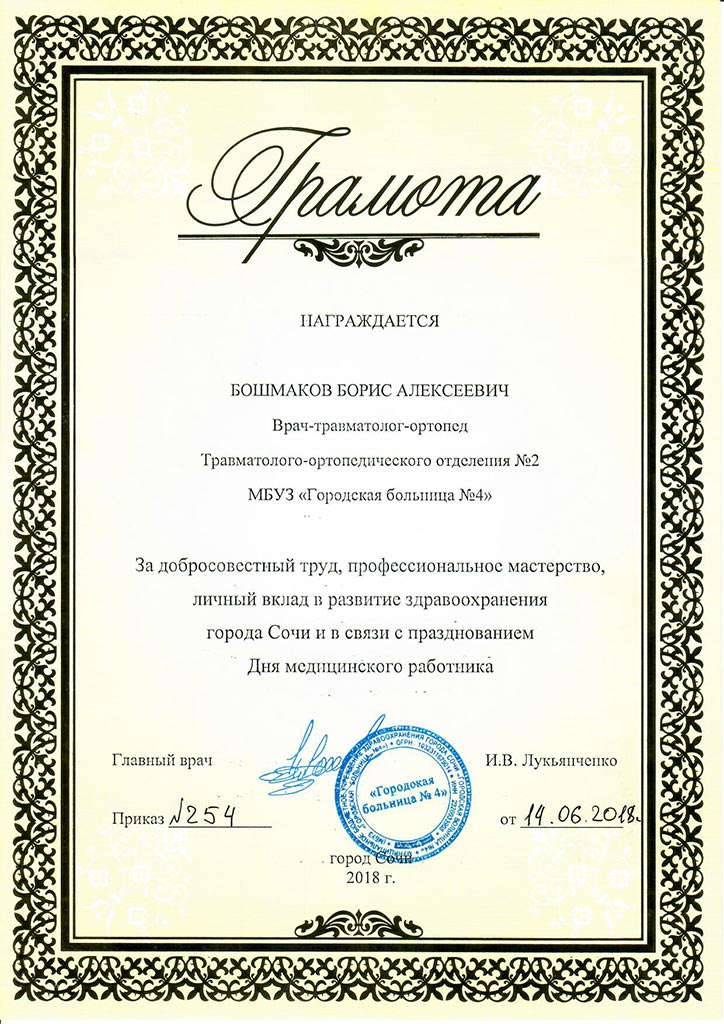 Грамота
НАГРАЖДАЕТСЯ
БОШМАКОВ БОРИС АЛЕКСЕЕВИЧ
Врач-травматолог-ортопед
Травматолого-ортопедического отделения №2
МБУЗ «Городская больница №4»
За добросовестный труд, профессиональное мастерство,
личный вклад в развитие здравоохранения
города Сочи и в связи с празднованием
Дня медицинского работника
Главный врач
И.В. Лукьянченко
«Городская
больница № 4»
Приказ №254
от 14.06.2018г
город Сочи
2018 г.